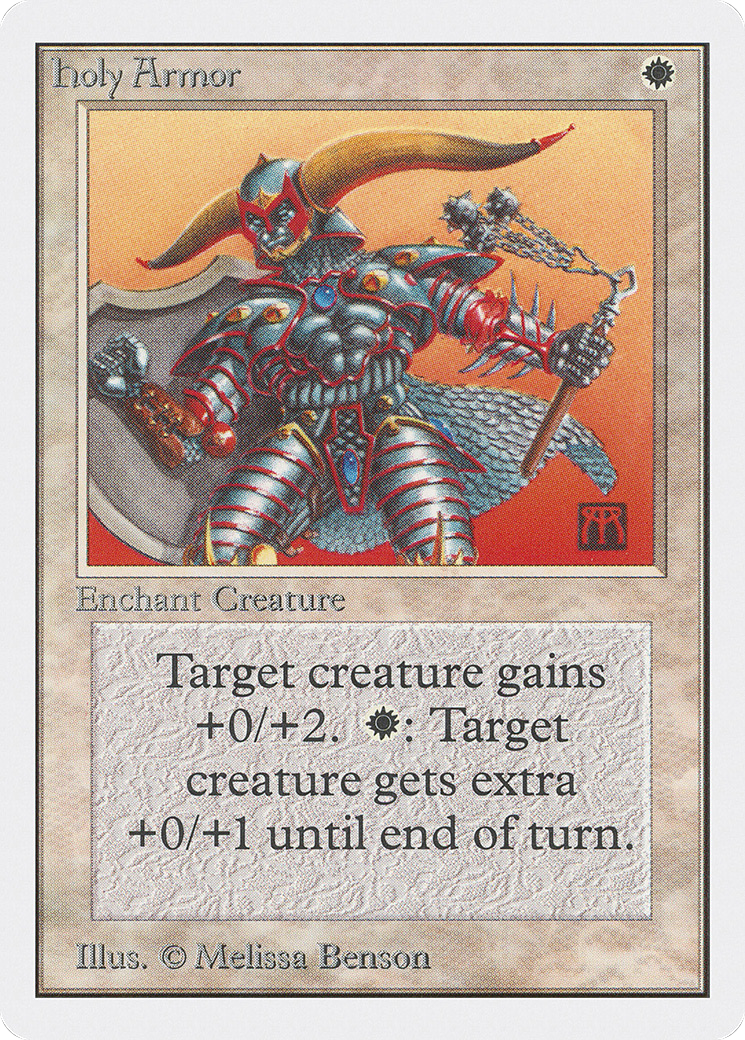 Holy Armor
Enchant Creature
Target creature gains
+0/+2. : Target
creature gets extra
+0/+1 until end of turn.
Illus. © Melissa Benson